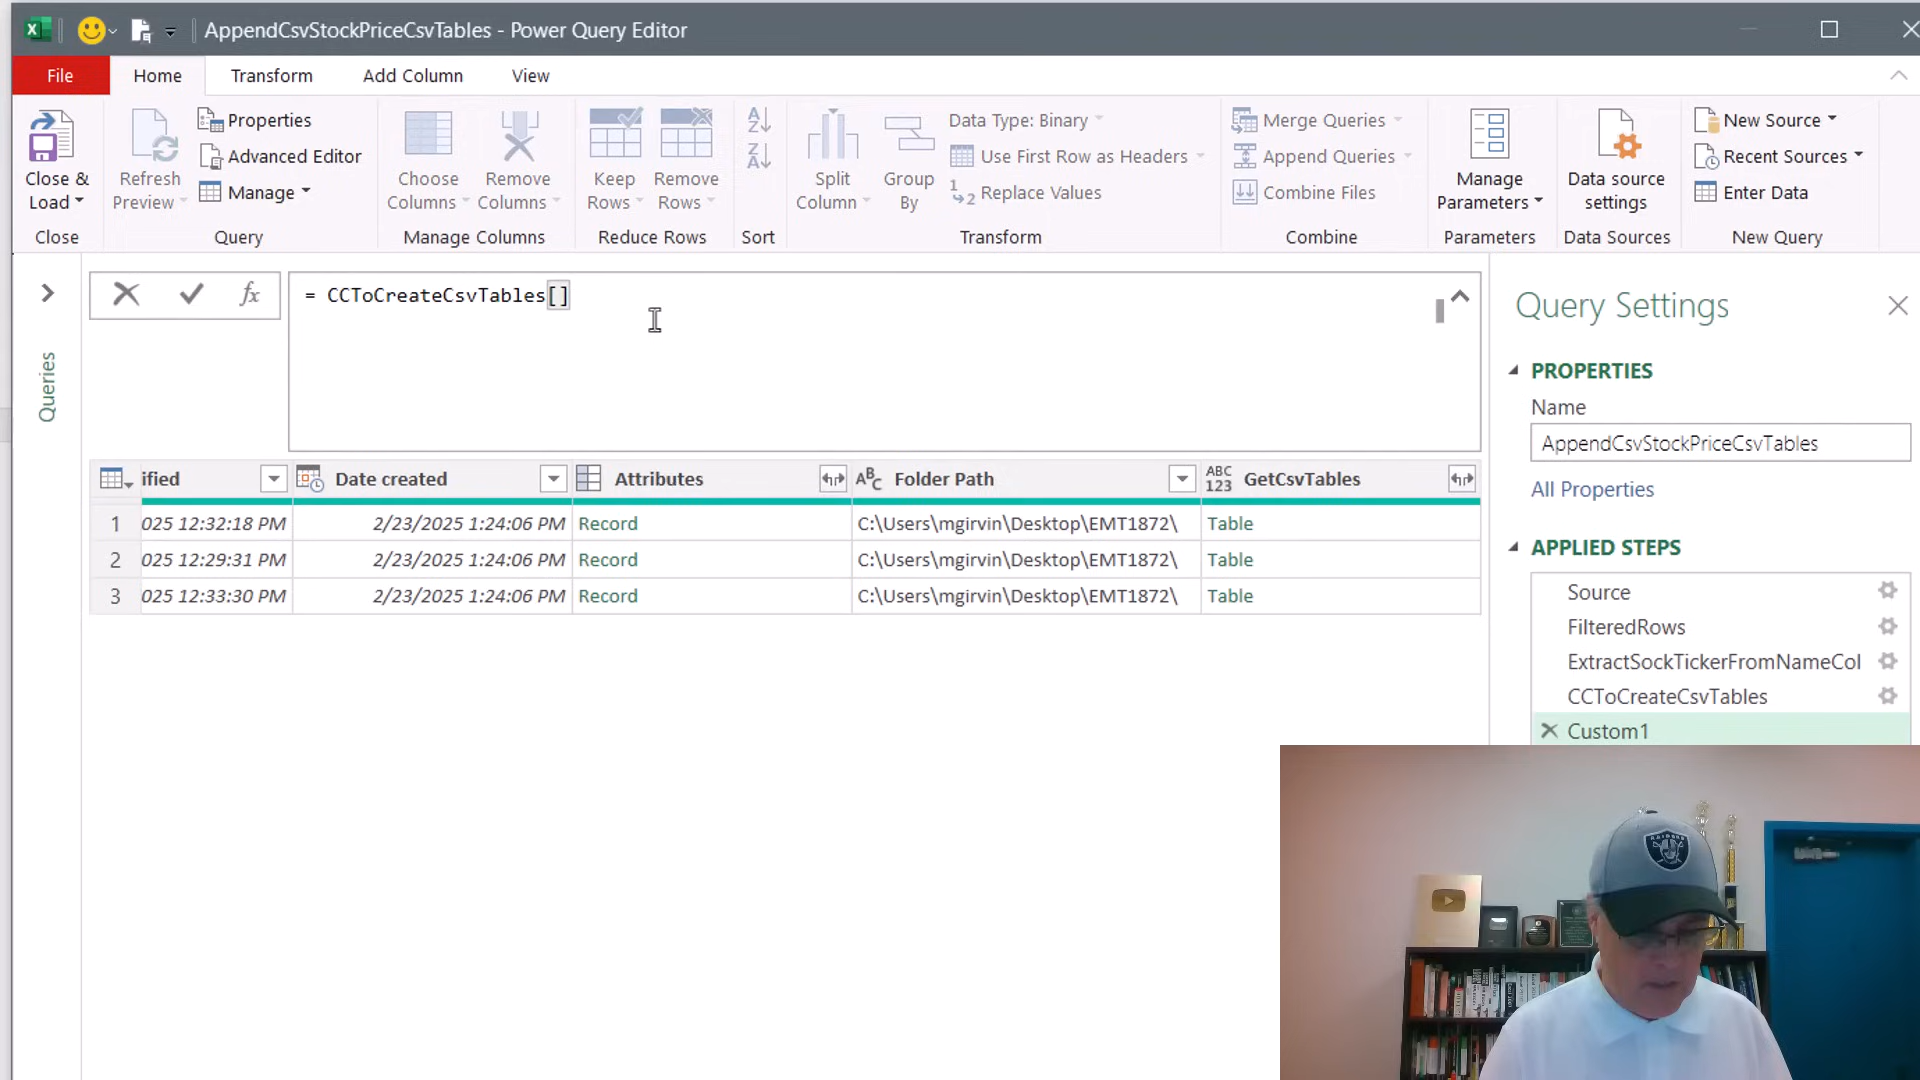 AppendCsvStockPriceCsvTables - Power Query Editor
File Home Transform Add Column View
Close & Load
Refresh Preview
Properties
Advanced Editor
Manage
Choose Columns
Remove Columns
Keep Rows
Remove Rows
Split Column
Group By
Data Type: Binary
Use First Row as Headers
Replace Values
Merge Queries
Append Queries
Combine Files
Manage Parameters
Data source settings
New Source
Recent Sources
Enter Data
Close Query Manage Columns Reduce Rows Sort Transform Combine Parameters Data Sources New Query
Queries
= CCToCreateCsvTables[]
ified Date created Attributes Folder Path GetCsvTables
1 025 12:32:18 PM 2/23/2025 1:24:06 PM Record C:\Users\mgirvin\Desktop\EMT1872\ Table
2 025 12:29:31 PM 2/23/2025 1:24:06 PM Record C:\Users\mgirvin\Desktop\EMT1872\ Table
3 025 12:33:30 PM 2/23/2025 1:24:06 PM Record C:\Users\mgirvin\Desktop\EMT1872\ Table
Query Settings
PROPERTIES
Name
AppendCsvStockPriceCsvTables
All Properties
APPLIED STEPS
Source
FilteredRows
ExtractSockTickerFromNameCol
CCToCreateCsvTables
Custom1
RAIDERS